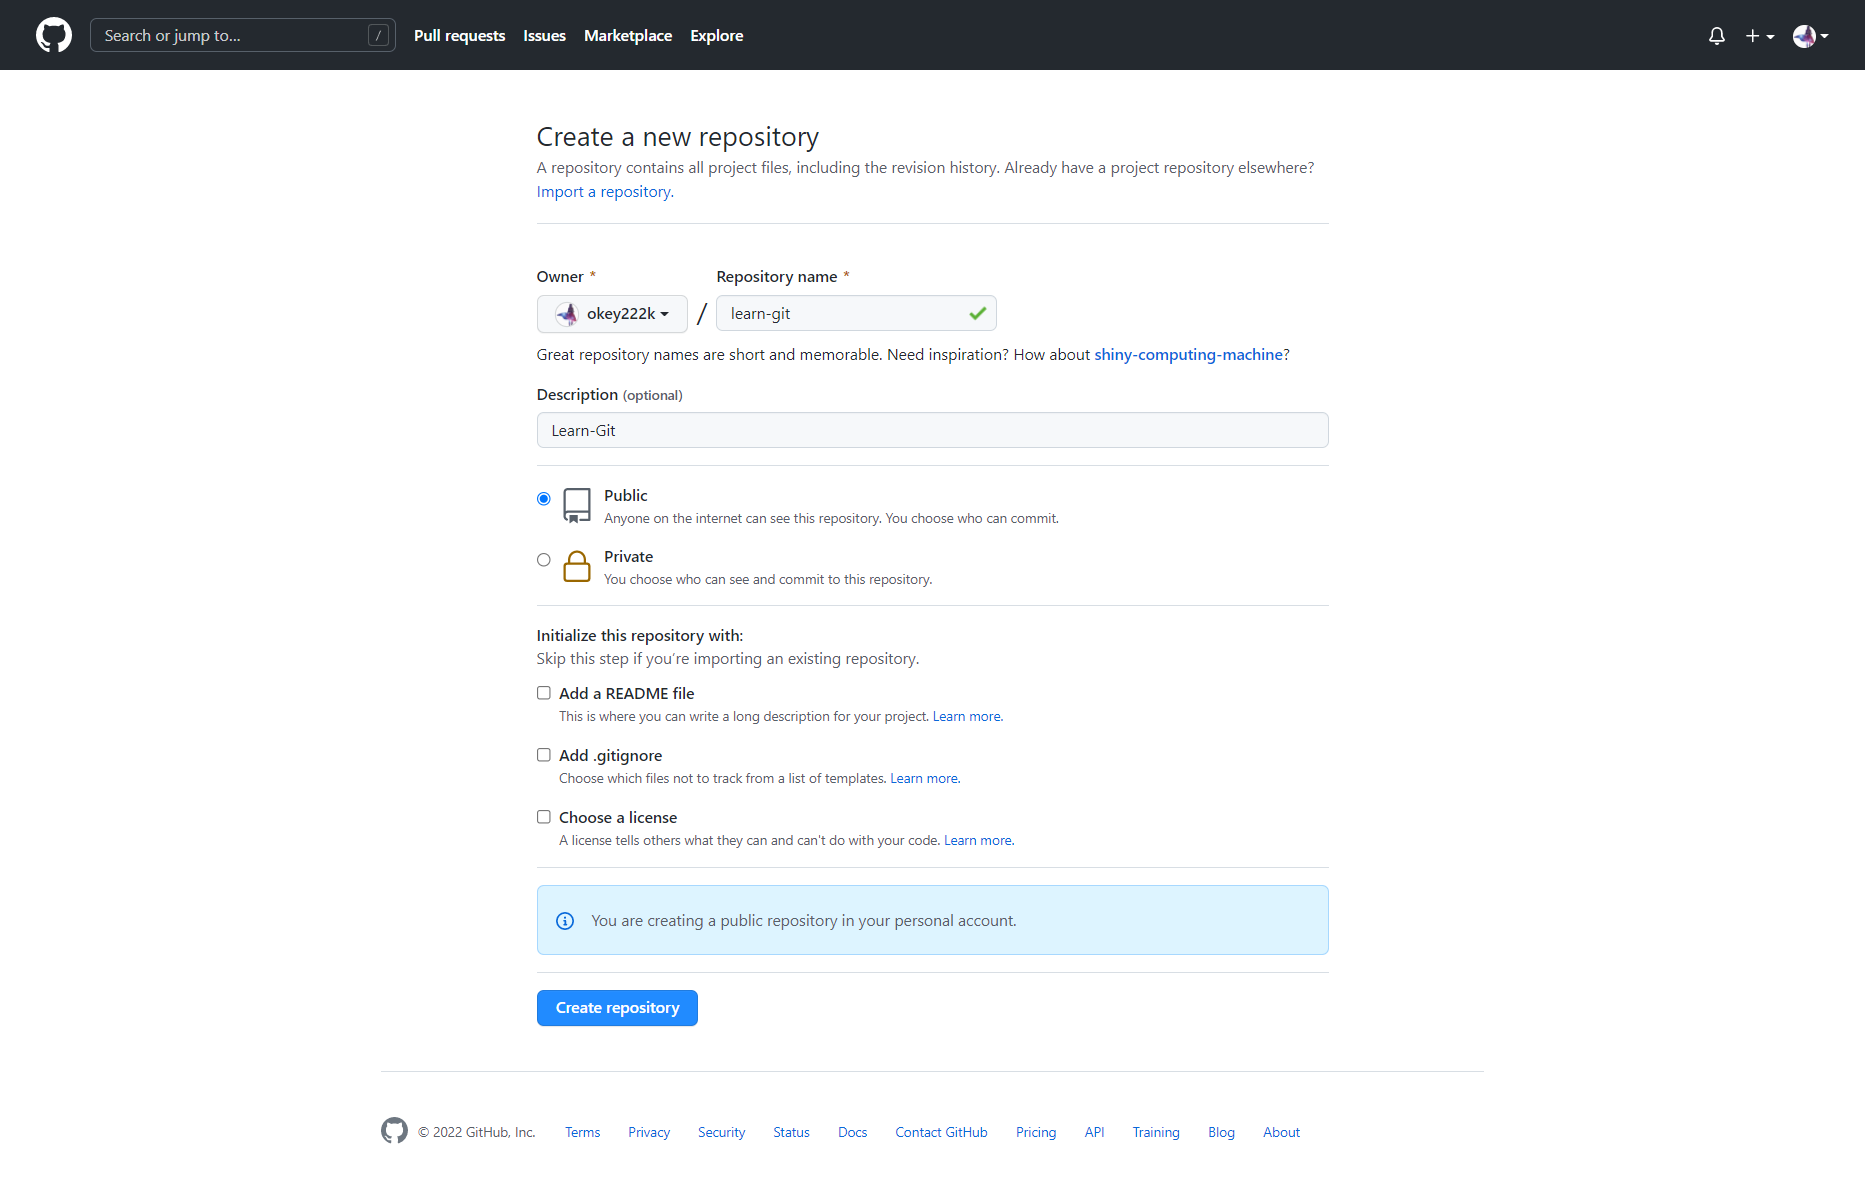 Search or jump to... / Pull requests Issues Marketplace Explore
Create a new repository
A repository contains all project files, including the revision history. Already have a project repository elsewhere?
Import a repository.
Owner * Repository name *
okey222k / learn-git
Great repository names are short and memorable. Need inspiration? How about shiny-computing-machine?
Description (optional)
Learn-Git
Public
Anyone on the internet can see this repository. You choose who can commit.
Private
You choose who can see and commit to this repository.
Initialize this repository with:
Skip this step if you’re importing an existing repository.
Add a README file
This is where you can write a long description for your project. Learn more.
Add .gitignore
Choose which files not to track from a list of templates. Learn more.
Choose a license
A license tells others what they can and can't do with your code. Learn more.
You are creating a public repository in your personal account.
Create repository
© 2022 GitHub, Inc. Terms Privacy Security Status Docs Contact GitHub Pricing API Training Blog About